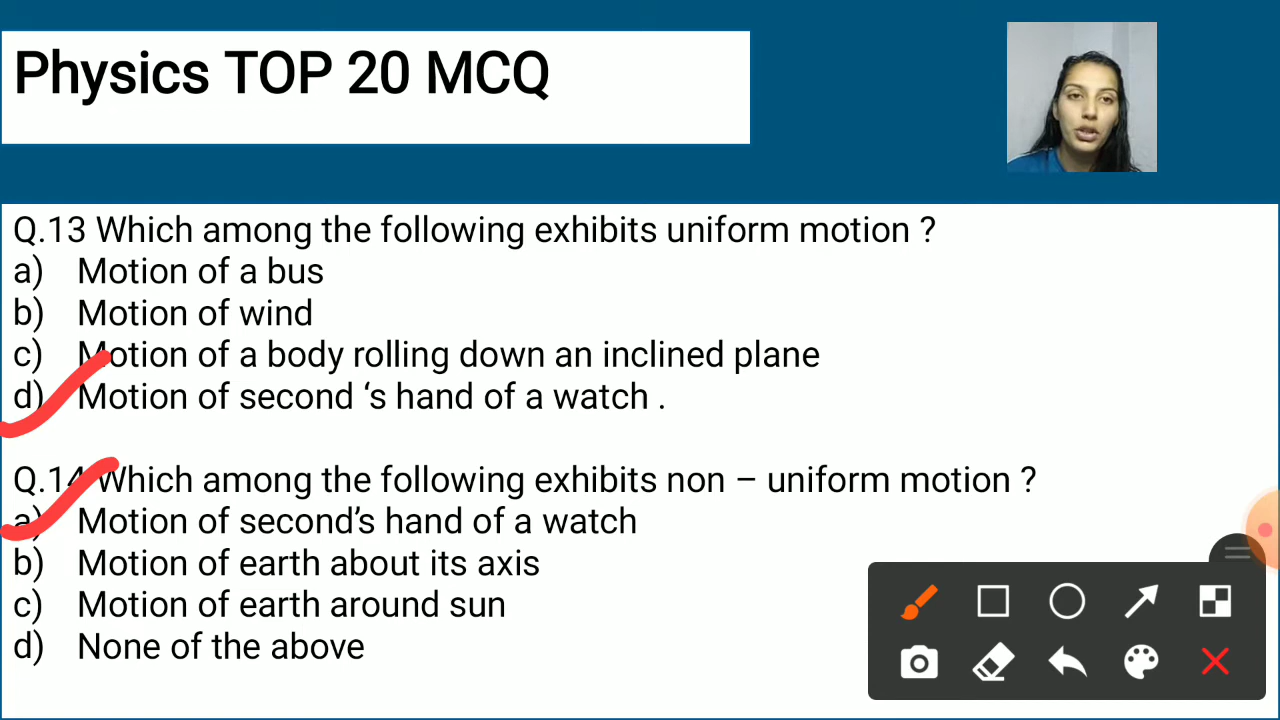 Physics TOP 20 MCQ
Q.13 Which among the following exhibits uniform motion ?
a) Motion of a bus
b) Motion of wind
c) Motion of a body rolling down an inclined plane
d) Motion of second ‘s hand of a watch .
Q.14 Which among the following exhibits non – uniform motion ?
a) Motion of second’s hand of a watch
b) Motion of earth about its axis
c) Motion of earth around sun
d) None of the above